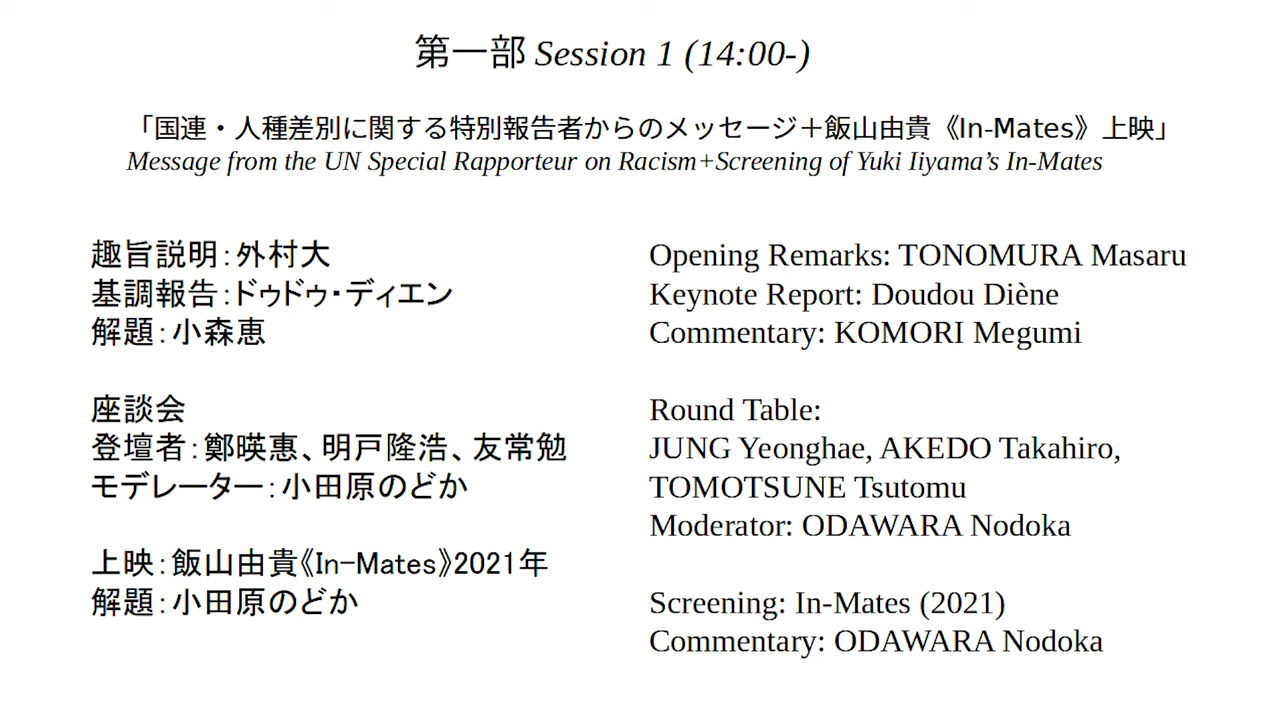 第一部 Session 1 (14:00-)
「国連・人種差別に関する特別報告者からのメッセージ＋飯山由貴《In-Mates》上映」
Message from the UN Special Rapporteur on Racism+Screening of Yuki Iiyama’s In-Mates
趣旨説明：外村大
基調報告：ドゥドゥ・ディエン
解題：小森恵
座談会
登壇者：鄭暎惠、明戸隆浩、友常勉
モデレーター：小田原のどか
上映：飯山由貴《In-Mates》2021年
解題：小田原のどか
Opening Remarks: TONOMURA Masaru
Keynote Report: Doudou Diène
Commentary: KOMORI Megumi
Round Table:
JUNG Yeonghae, AKEDO Takahiro,
TOMOTSUNE Tsutomu
Moderator: ODAWARA Nodoka
Screening: In-Mates (2021)
Commentary: ODAWARA Nodoka